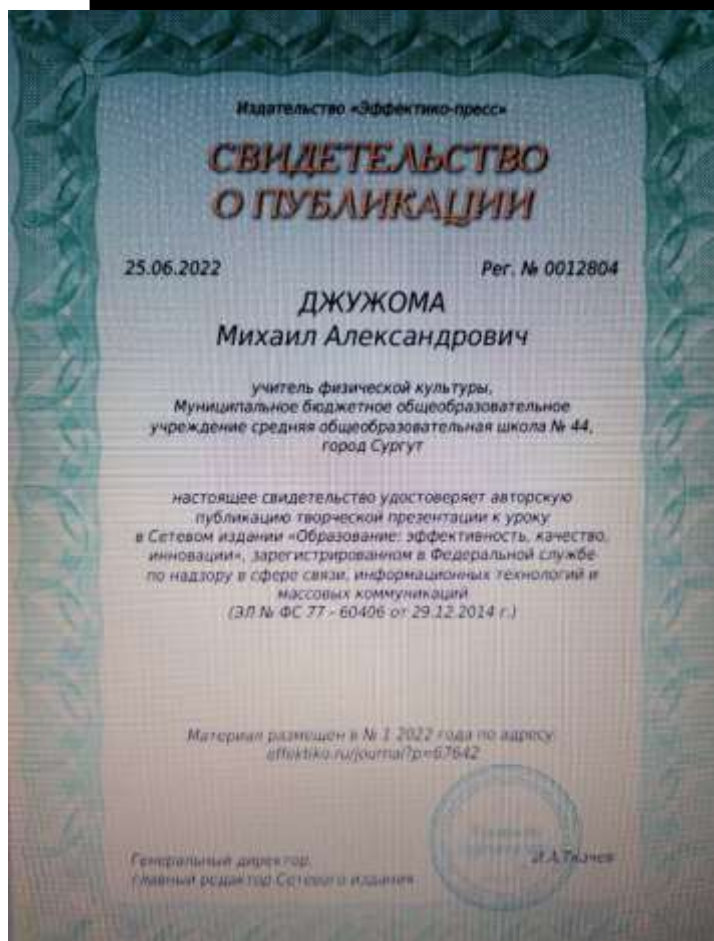 Издательство «Эффектико-пресс»
СВИДЕТЕЛЬСТВО
О ПУБЛИКАЦИИ
25.06.2022 Рег. № 0012804
ДЖУЖОМА
Михаил Александрович
учитель физической культуры,
Муниципальное бюджетное общеобразовательное
учреждение средняя общеобразовательная школа № 44,
город Сургут
настоящее свидетельство удостоверяет авторскую
публикацию творческой презентации к уроку
в Сетевом издании «Образование: эффективность, качество,
инновации», зарегистрированном в Федеральной службе
по надзору в сфере связи, информационных технологий и
массовых коммуникаций
(ЭЛ № ФС 77 - 60406 от 29.12.2014 г.)
Материал размещен в № 1 2022 года по адресу:
effektiko.ru/journal?p=67642
Генеральный директор,
главный редактор Сетевого издания И.А.Ткачев